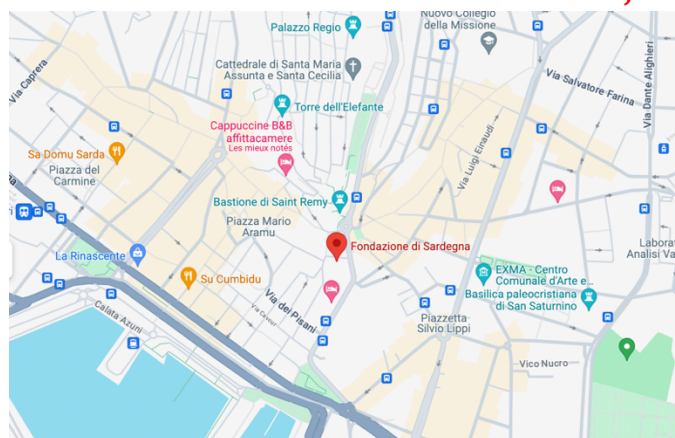 Palazzo Regio
Nuovo Collegio
della Missione
Cattedrale di Santa Maria
Assunta e Santa Cecilia
Via Caprera
Via Salvatore Farina
Via Dante Alighieri
Torre dell'Elefante
Cappuccine B&B
affittacamere
Les mieux notés
Sa Domu Sarda
Piazza del
Carmine
Via Luigi Einaudi
Bastione di Saint Remy
Piazza Mario
Aramu
Fondazione di Sardegna
La Rinascente
Su Cumbidu
Via dei Pisani
Via Cavour
Calata Azuni
EXMA - Centro
Comunale d'Arte e...
Basilica paleocristiana
di San Saturnino
Laborat
Analisi Va
Piazzetta
Silvio Lippi
Vico Nucro